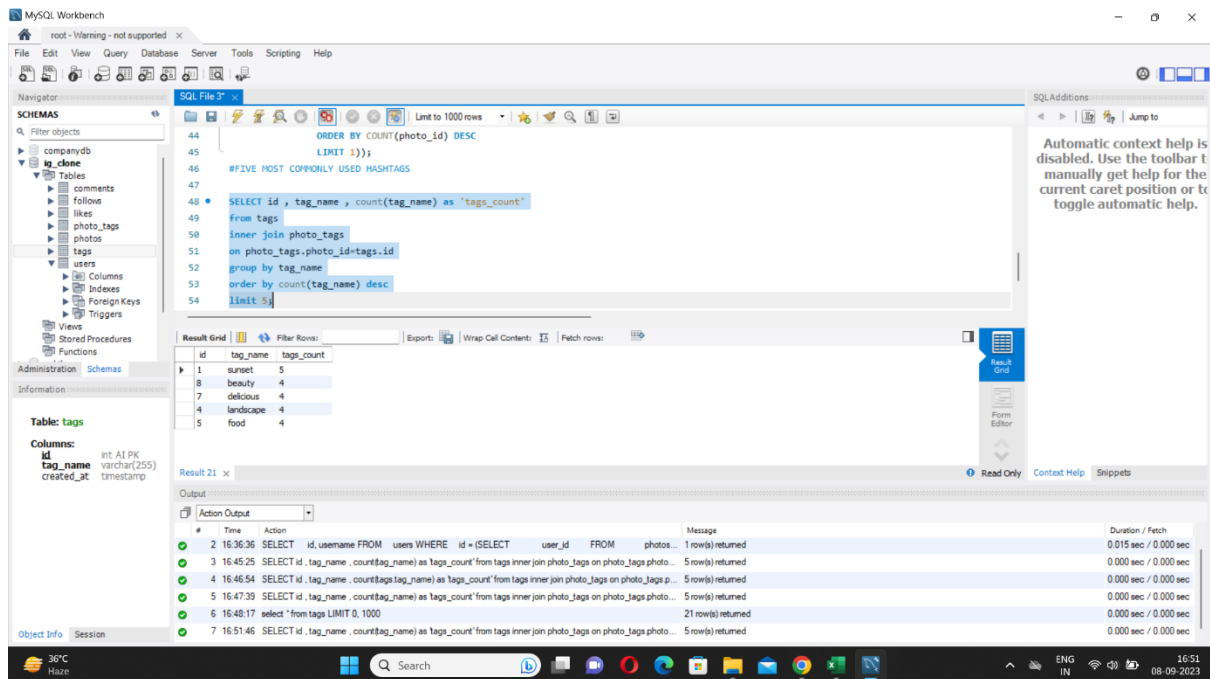 MySQL Workbench
root - Warning - not supported ×
File Edit View Query Database Server Tools Scripting Help
Navigator
SCHEMAS
Filter objects
companydb
ig_clone
Tables
comments
follows
likes
photo_tags
photos
tags
users
Columns
Indexes
Foreign Keys
Triggers
Views
Stored Procedures
Functions
Administration Schemas
Information
Table: tags
Columns:
id int AI PK
tag_name varchar(255)
created_at timestamp
Object Info Session
SQL File 3* ×
Limit to 1000 rows
44 ORDER BY COUNT(photo_id) DESC
45 LIMIT 1));
46 #FIVE MOST COMMONLY USED HASHTAGS
47
48 SELECT id , tag_name , count(tag_name) as 'tags_count'
49 from tags
50 inner join photo_tags
51 on photo_tags.photo_id=tags.id
52 group by tag_name
53 order by count(tag_name) desc
54 limit 5;
Result Grid Filter Rows: Export: Wrap Cell Content: Fetch rows:
id tag_name tags_count
1 sunset 5
8 beauty 4
7 delicious 4
4 landscape 4
5 food 4
Result Grid
Form Editor
Result 21 × Read Only
SQLAdditions
Jump to
Automatic context help is
disabled. Use the toolbar t
manually get help for the
current caret position or to
toggle automatic help.
Context Help Snippets
Output
Action Output
# Time Action Message Duration / Fetch
2 16:36:36 SELECT id, username FROM users WHERE id = (SELECT user_id FROM photos... 1 row(s) returned 0.015 sec / 0.000 sec
3 16:45:25 SELECT id , tag_name , count(tag_name) as 'tags_count' from tags inner join photo_tags on photo_tags.photo... 5 row(s) returned 0.000 sec / 0.000 sec
4 16:46:54 SELECT id , tag_name , count(tags.tag_name) as 'tags_count' from tags inner join photo_tags on photo_tags.p... 5 row(s) returned 0.000 sec / 0.000 sec
5 16:47:39 SELECT id , tag_name , count(tag_name) as 'tags_count' from tags inner join photo_tags on photo_tags.photo... 5 row(s) returned 0.000 sec / 0.000 sec
6 16:48:17 select * from tags LIMIT 0, 1000 21 row(s) returned 0.000 sec / 0.000 sec
7 16:51:46 SELECT id , tag_name , count(tag_name) as 'tags_count' from tags inner join photo_tags on photo_tags.photo... 5 row(s) returned 0.000 sec / 0.000 sec
36°C
Haze
Search
ENG
IN
16:51
08-09-2023